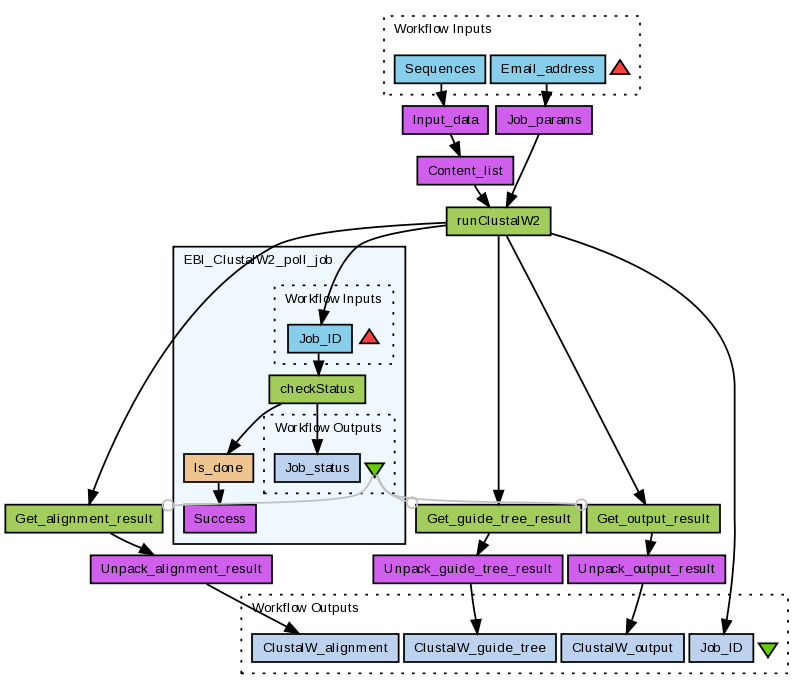 Workflow Inputs
Sequences
Email_address
Input_data
Job_params
Content_list
runClustalW2
EBI_ClustalW2_poll_job
Workflow Inputs
Job_ID
checkStatus
Workflow Outputs
Is_done
Job_status
Get_alignment_result
Success
Get_guide_tree_result
Get_output_result
Unpack_alignment_result
Unpack_guide_tree_result
Unpack_output_result
Workflow Outputs
ClustalW_alignment
ClustalW_guide_tree
ClustalW_output
Job_ID